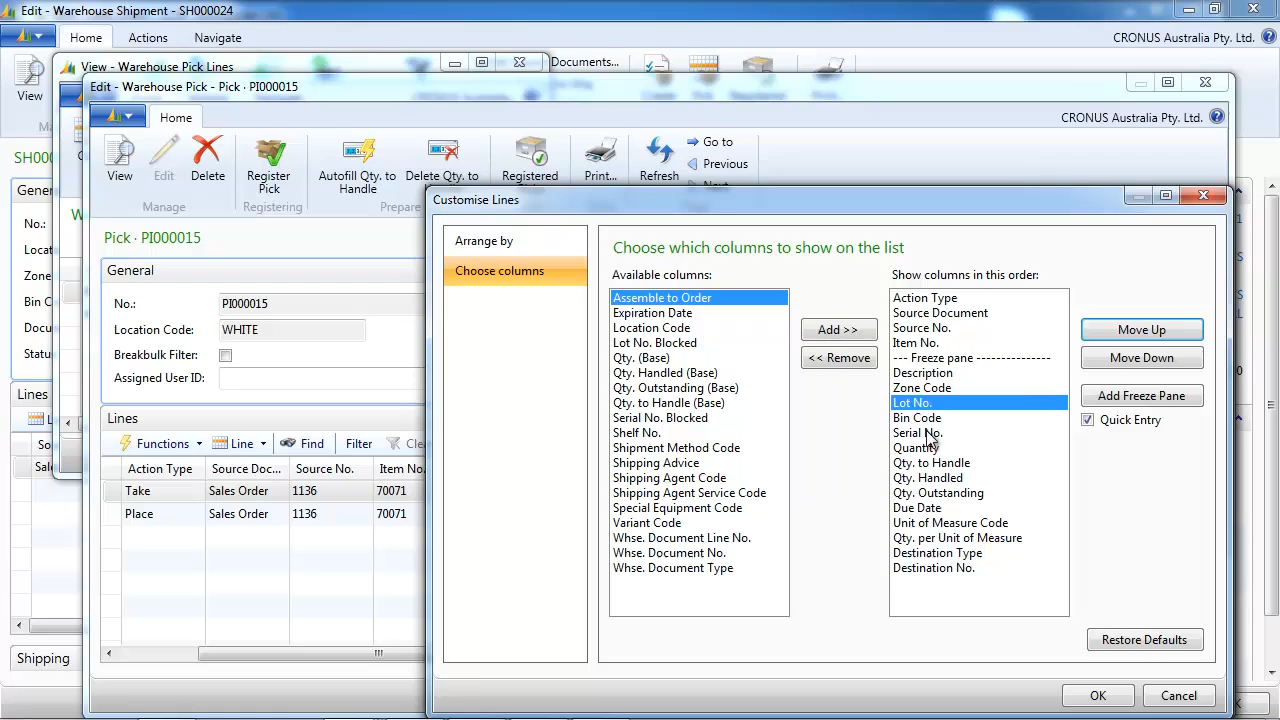 Edit - Warehouse Shipment - SH000024
Home
Actions
Navigate
CRONUS Australia Pty. Ltd.
View - Warehouse Pick Lines
Documents...
View
Edit - Warehouse Pick - Pick · PI000015
Home
CRONUS Australia Pty. Ltd.
View
Edit
Delete
Register
Pick
Autofill Qty. to
Handle
Delete Qty. to
Registered
Print...
Refresh
Go to
Previous
Manage
Registering
Prepare
Pick · PI000015
General
No.:
PI000015
Location Code:
WHITE
Breakbulk Filter:
Assigned User ID:
Lines
Functions
Line
Find
Filter
Action Type
Source Doc...
Source No.
Item No.
Take
Sales Order
1136
70071
Place
Sales Order
1136
70071
Lines
Shipping
Customise Lines
Arrange by
Choose columns
Choose which columns to show on the list
Available columns:
Assemble to Order
Expiration Date
Location Code
Lot No. Blocked
Qty. (Base)
Qty. Handled (Base)
Qty. Outstanding (Base)
Qty. to Handle (Base)
Serial No. Blocked
Shelf No.
Shipment Method Code
Shipping Advice
Shipping Agent Code
Shipping Agent Service Code
Special Equipment Code
Variant Code
Whse. Document Line No.
Whse. Document No.
Whse. Document Type
Add >>
<< Remove
Show columns in this order:
Action Type
Source Document
Source No.
Item No.
--- Freeze pane ---------------
Description
Zone Code
Lot No.
Bin Code
Serial No.
Quantity
Qty. to Handle
Qty. Handled
Qty. Outstanding
Due Date
Unit of Measure Code
Qty. per Unit of Measure
Destination Type
Destination No.
Move Up
Move Down
Add Freeze Pane
Quick Entry
Restore Defaults
OK
Cancel